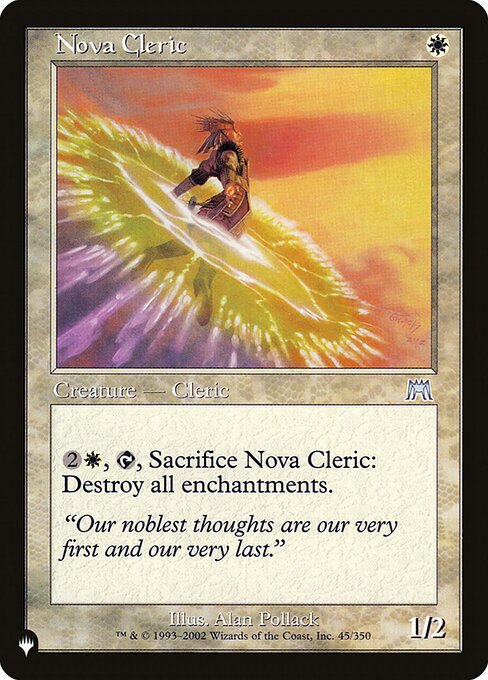 Nova Cleric
Creature — Cleric
2, , Sacrifice Nova Cleric:
Destroy all enchantments.
“Our noblest thoughts are our very
first and our very last.”
Illus. Alan Pollack
1/2
™ & © 1993–2002 Wizards of the Coast, Inc. 45/350